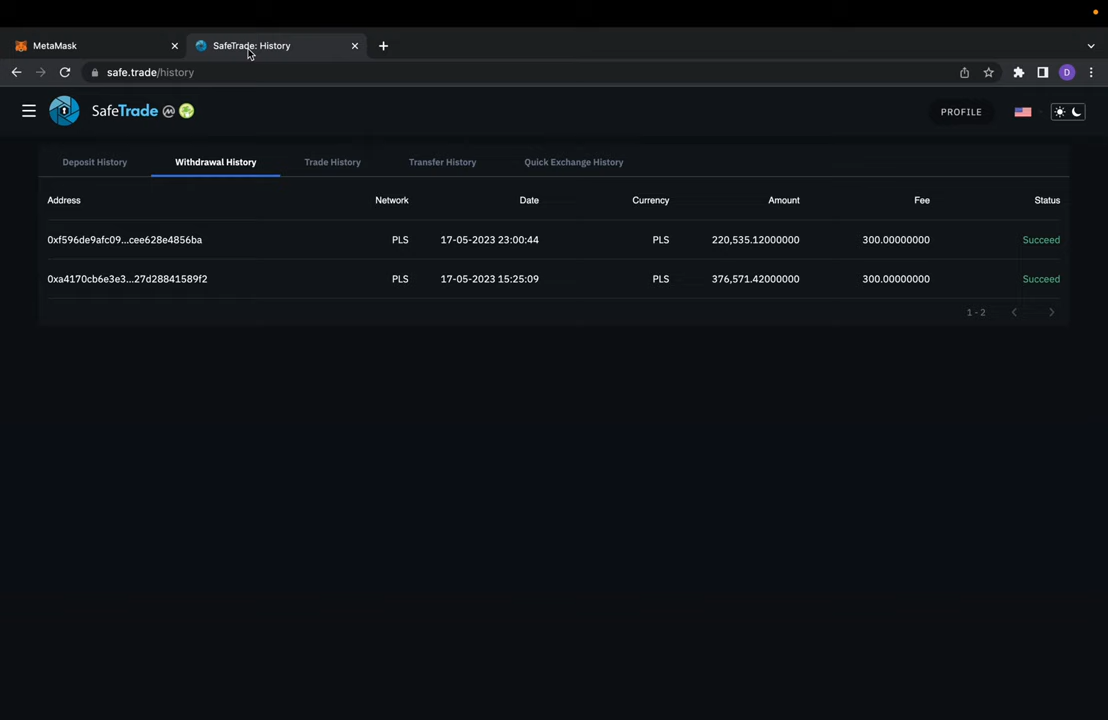 MetaMask
SafeTrade: History
safe.trade/history
D
SafeTrade
PROFILE
Deposit History Withdrawal History Trade History Transfer History Quick Exchange History
Address Network Date Currency Amount Fee Status
0xf596de9afc09...cee628e4856ba PLS 17-05-2023 23:00:44 PLS 220,535.12000000 300.00000000 Succeed
0xa4170cb6e3e3...27d28841589f2 PLS 17-05-2023 15:25:09 PLS 376,571.42000000 300.00000000 Succeed
1 - 2